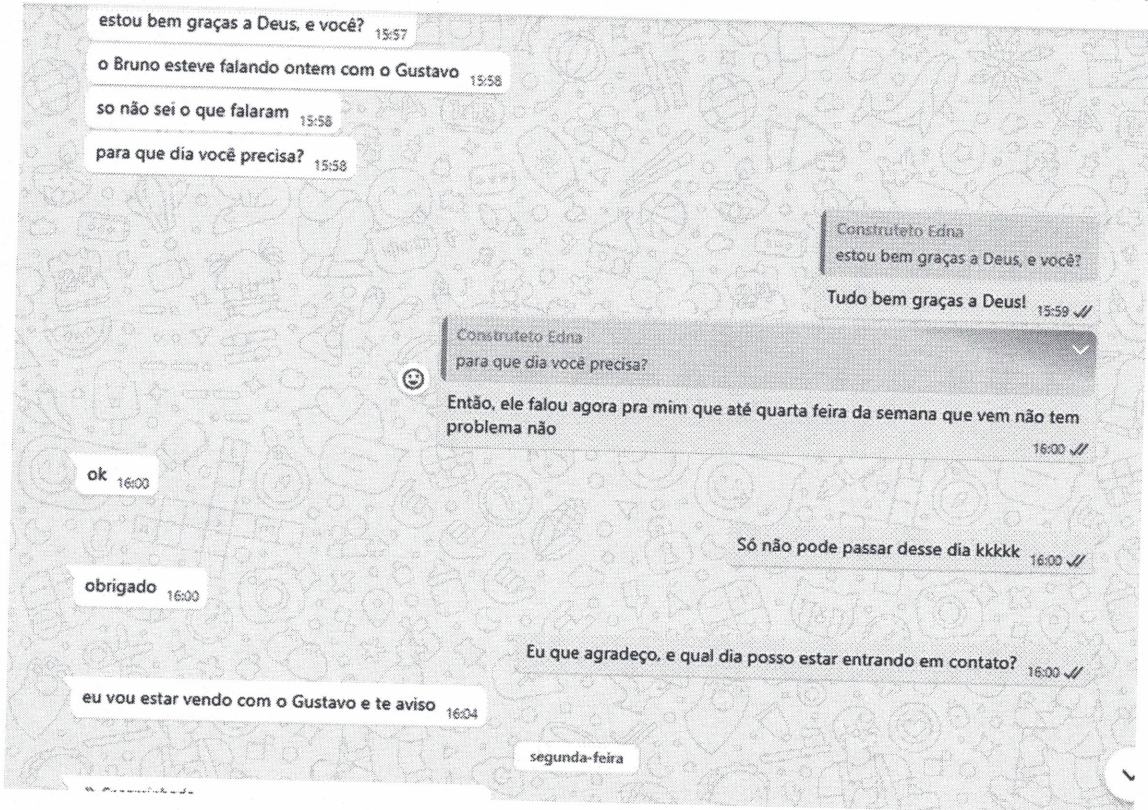 estou bem graças a Deus, e você? 15:57
o Bruno esteve falando ontem com o Gustavo 15:58
so não sei o que falaram 15:58
para que dia você precisa? 15:58
Construteto Edna
estou bem graças a Deus, e você?
Tudo bem graças a Deus! 15:59
Construteto Edna
para que dia você precisa?
Então, ele falou agora pra mim que até quarta feira da semana que vem não tem
problema não
16:00
ok 16:00
Só não pode passar desse dia kkkkk 16:00
obrigado 16:00
Eu que agradeço, e qual dia posso estar entrando em contato? 16:00
eu vou estar vendo com o Gustavo e te aviso 16:04
segunda-feira